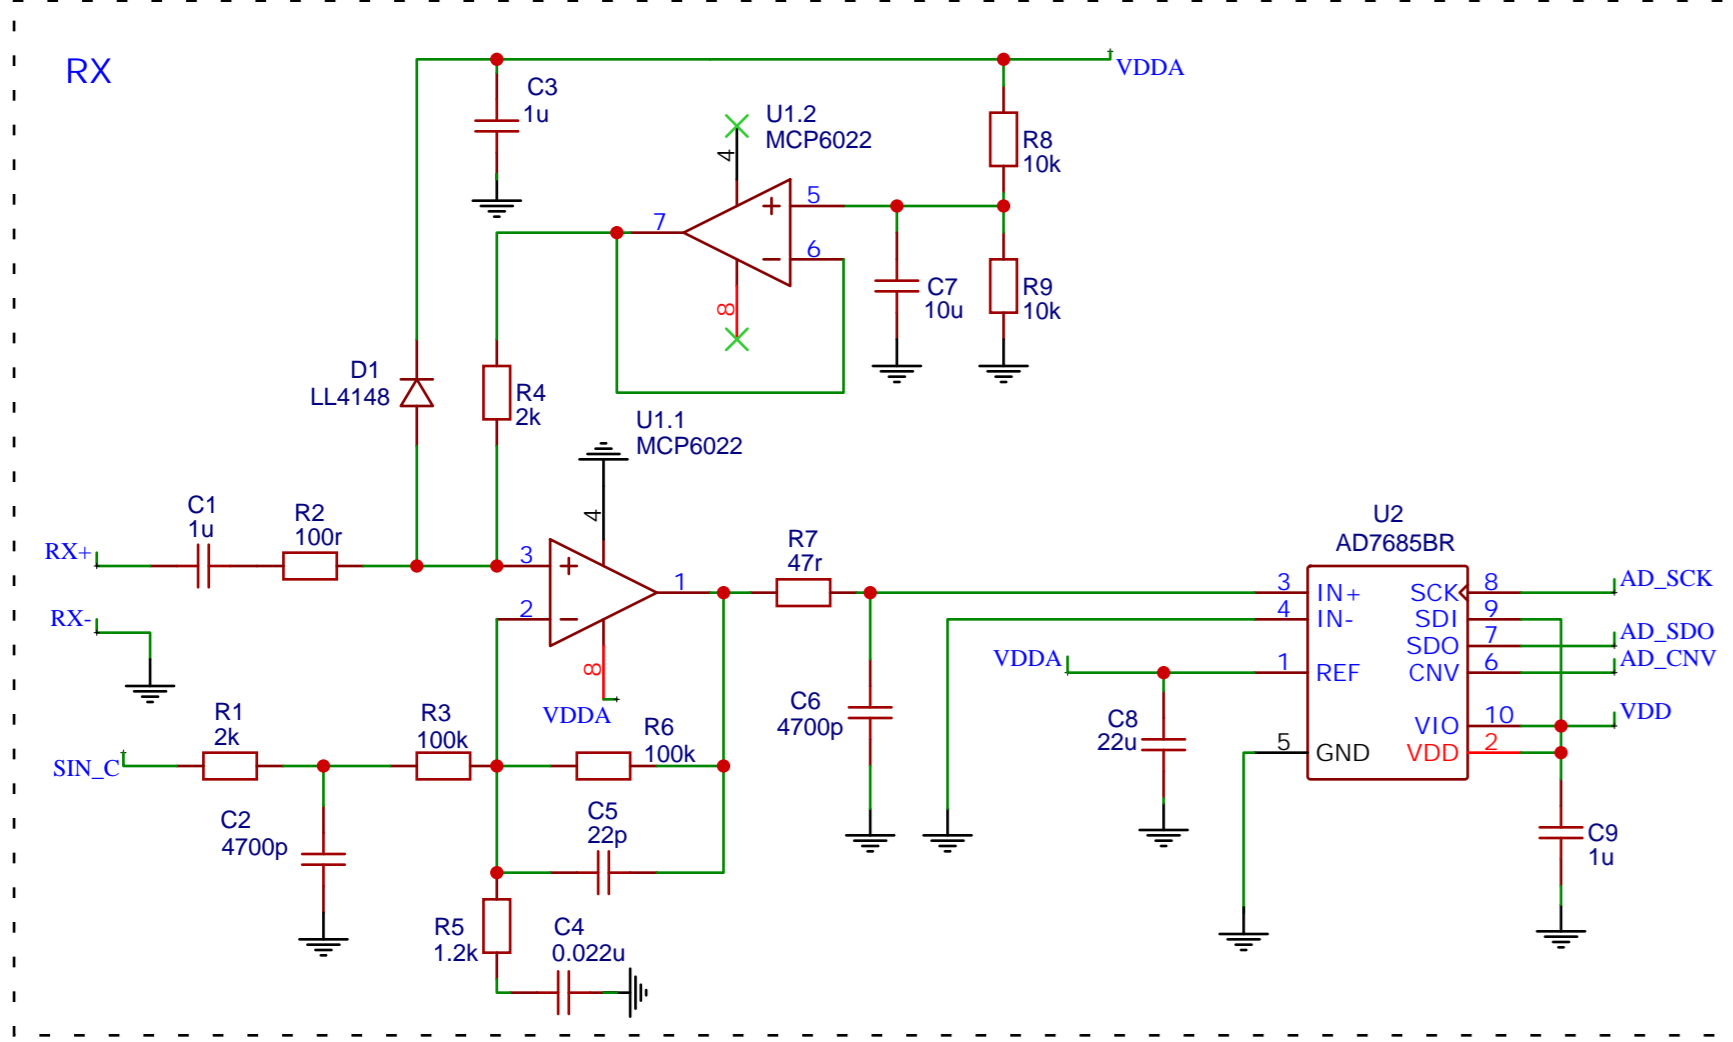 RX
VDDA
C3
1u
U1.2
MCP6022
4
5
6
7
8
R8
10k
C7
10u
R9
10k
D1
LL4148
R4
2k
U1.1
MCP6022
4
C1
1u
R2
100r
RX+
3
2
1
8
VDDA
RX-
R7
47r
U2
AD7685BR
3
IN+
SCK
8
AD_SCK
4
IN-
SDI
9
SDO
7
AD_SDO
VDDA
1
REF
CNV
6
AD_CNV
VIO
10
VDD
5
GND
VDD
2
C6
4700p
C8
22u
R1
2k
R3
100k
R6
100k
SIN_C
C2
4700p
C5
22p
C9
1u
R5
1.2k
C4
0.022u